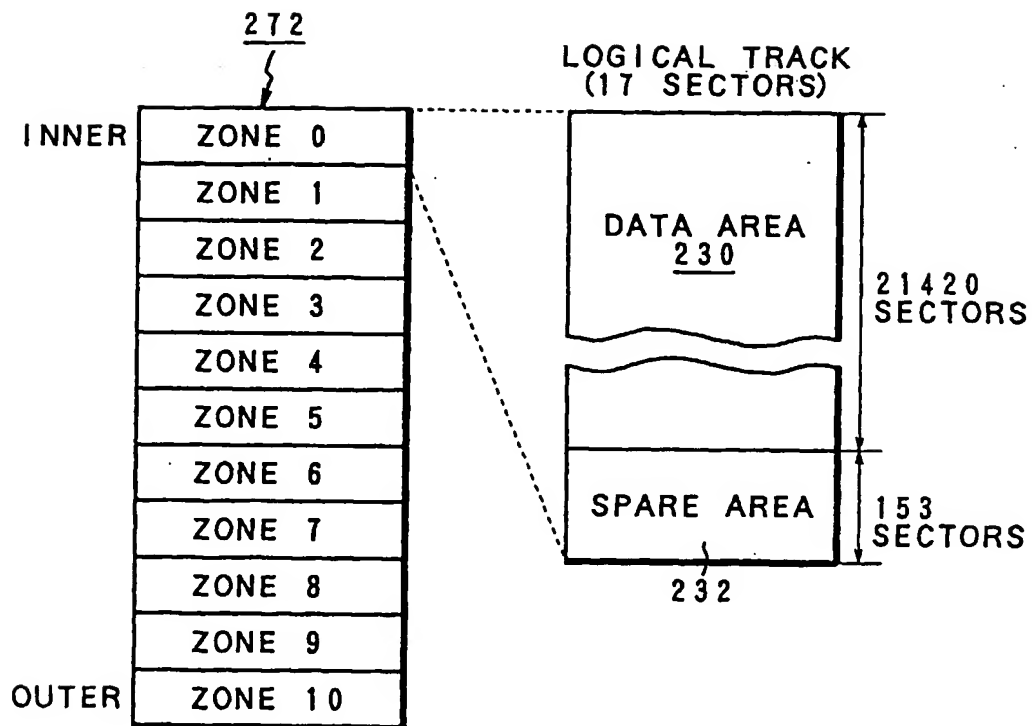 272
INNER
ZONE 0
ZONE 1
ZONE 2
ZONE 3
ZONE 4
ZONE 5
ZONE 6
ZONE 7
ZONE 8
ZONE 9
OUTER
ZONE 10
LOGICAL TRACK
(17 SECTORS)
DATA AREA
230
21420
SECTORS
SPARE AREA
153
SECTORS
232